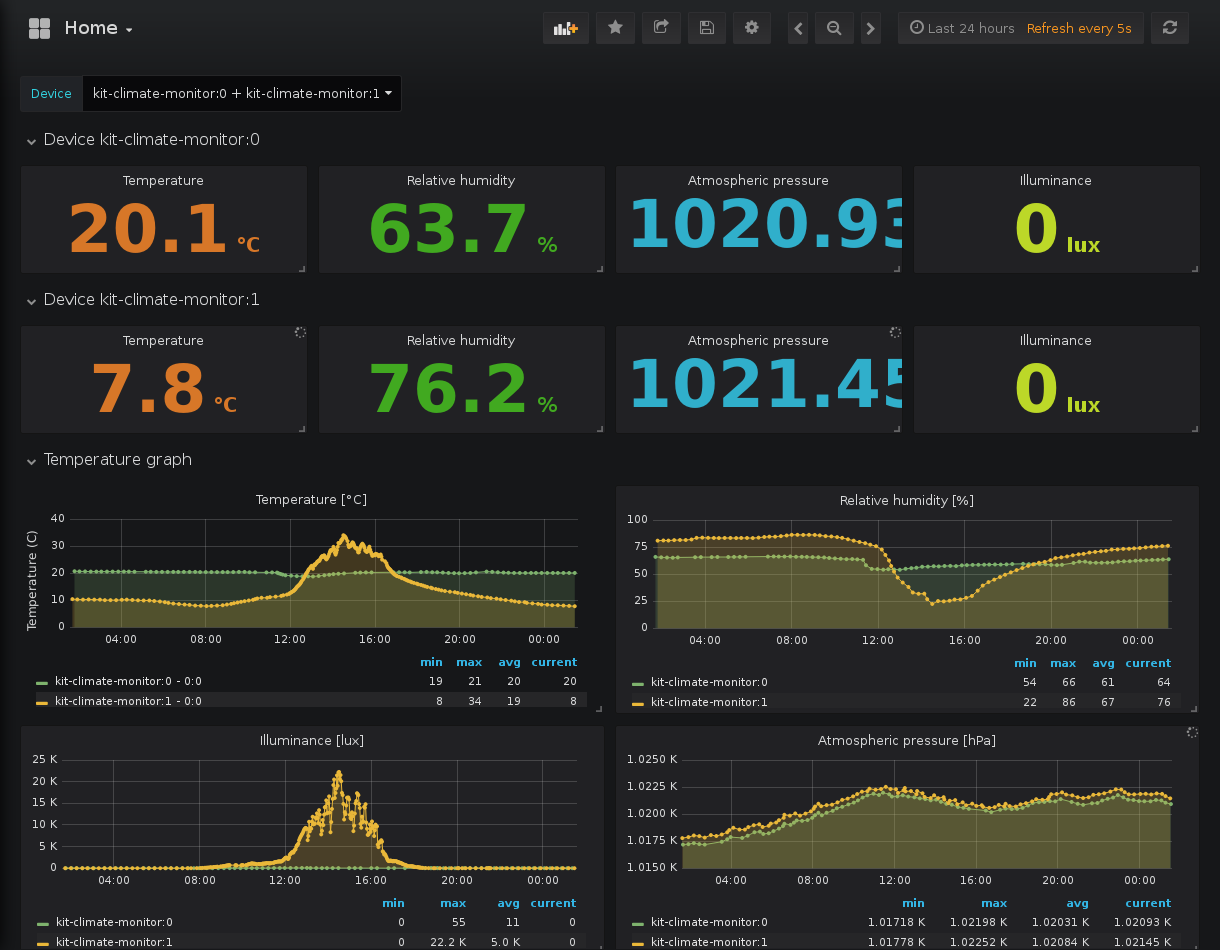 Home
Last 24 hours Refresh every 5s
Device kit-climate-monitor:0 + kit-climate-monitor:1
Device kit-climate-monitor:0
Temperature Relative humidity Atmospheric pressure Illuminance
20.1 °C 63.7 % 1020.93 0 lux
Device kit-climate-monitor:1
Temperature Relative humidity Atmospheric pressure Illuminance
7.8 °C 76.2 % 1021.45 0 lux
Temperature graph
Temperature [°C]
Temperature (C)
40
30
20
10
0
04:00 08:00 12:00 16:00 20:00 00:00
min max avg current
kit-climate-monitor:0 - 0:0 19 21 20 20
kit-climate-monitor:1 - 0:0 8 34 19 8
Relative humidity [%]
100
75
50
25
0
04:00 08:00 12:00 16:00 20:00 00:00
min max avg current
kit-climate-monitor:0 54 66 61 64
kit-climate-monitor:1 22 86 67 76
Illuminance [lux]
25 K
20 K
15 K
10 K
5 K
0
04:00 08:00 12:00 16:00 20:00 00:00
min max avg current
kit-climate-monitor:0 0 55 11 0
kit-climate-monitor:1 0 22.2 K 5.0 K 0
Atmospheric pressure [hPa]
1.0250 K
1.0225 K
1.0200 K
1.0175 K
1.0150 K
04:00 08:00 12:00 16:00 20:00 00:00
min max avg current
kit-climate-monitor:0 1.01718 K 1.02198 K 1.02031 K 1.02093 K
kit-climate-monitor:1 1.01778 K 1.02252 K 1.02084 K 1.02145 K